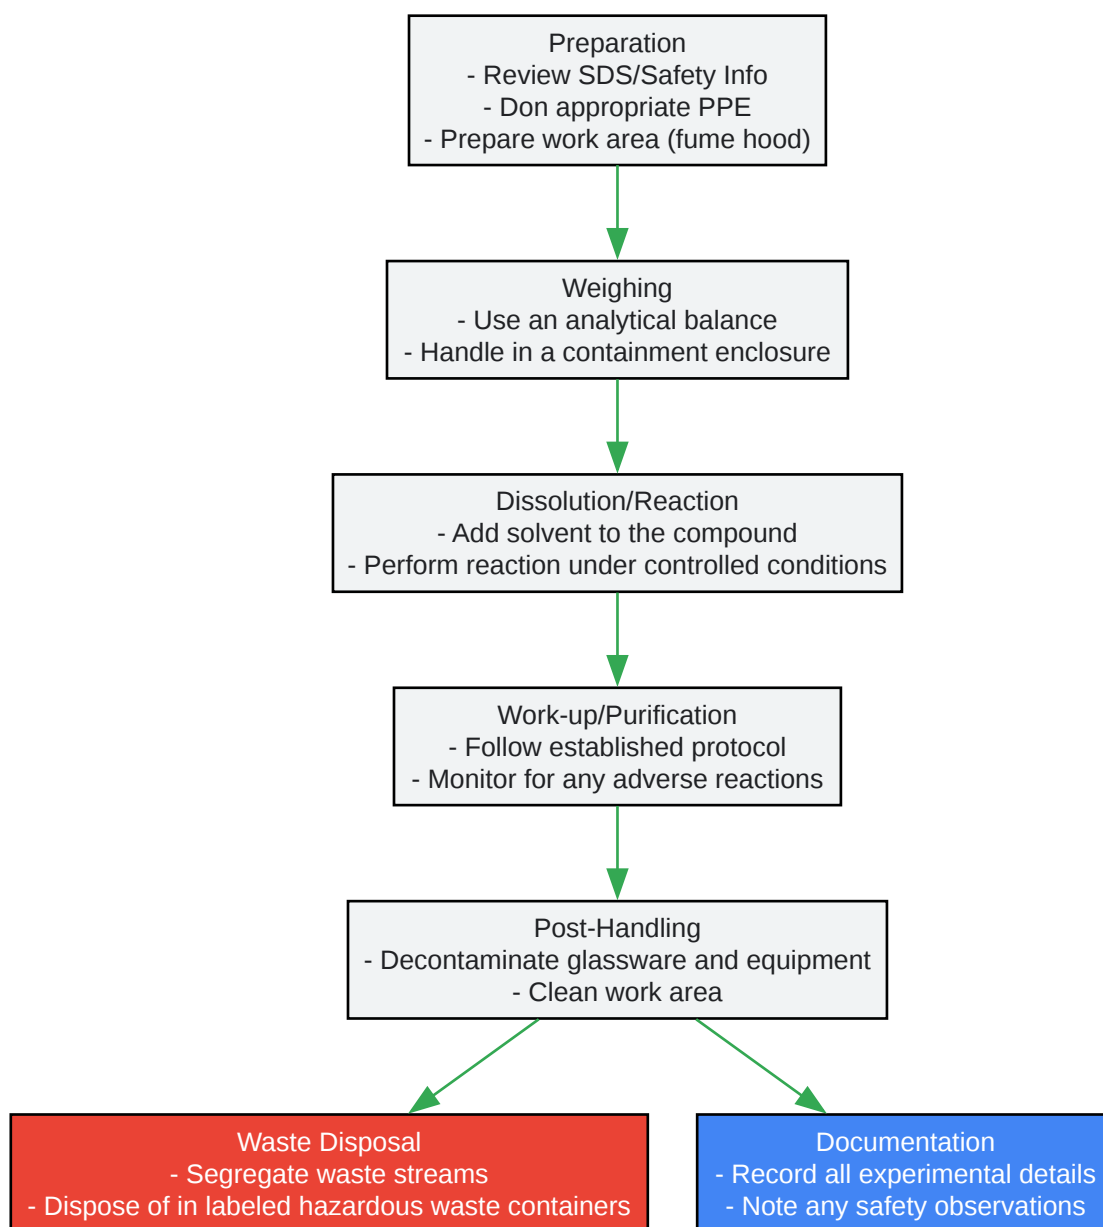 Preparation
- Review SDS/Safety Info
- Don appropriate PPE
- Prepare work area (fume hood)
Weighing
- Use an analytical balance
- Handle in a containment enclosure
Dissolution/Reaction
- Add solvent to the compound
- Perform reaction under controlled conditions
Work-up/Purification
- Follow established protocol
- Monitor for any adverse reactions
Post-Handling
- Decontaminate glassware and equipment
- Clean work area
Waste Disposal
- Segregate waste streams
- Dispose of in labeled hazardous waste containers
Documentation
- Record all experimental details
- Note any safety observations